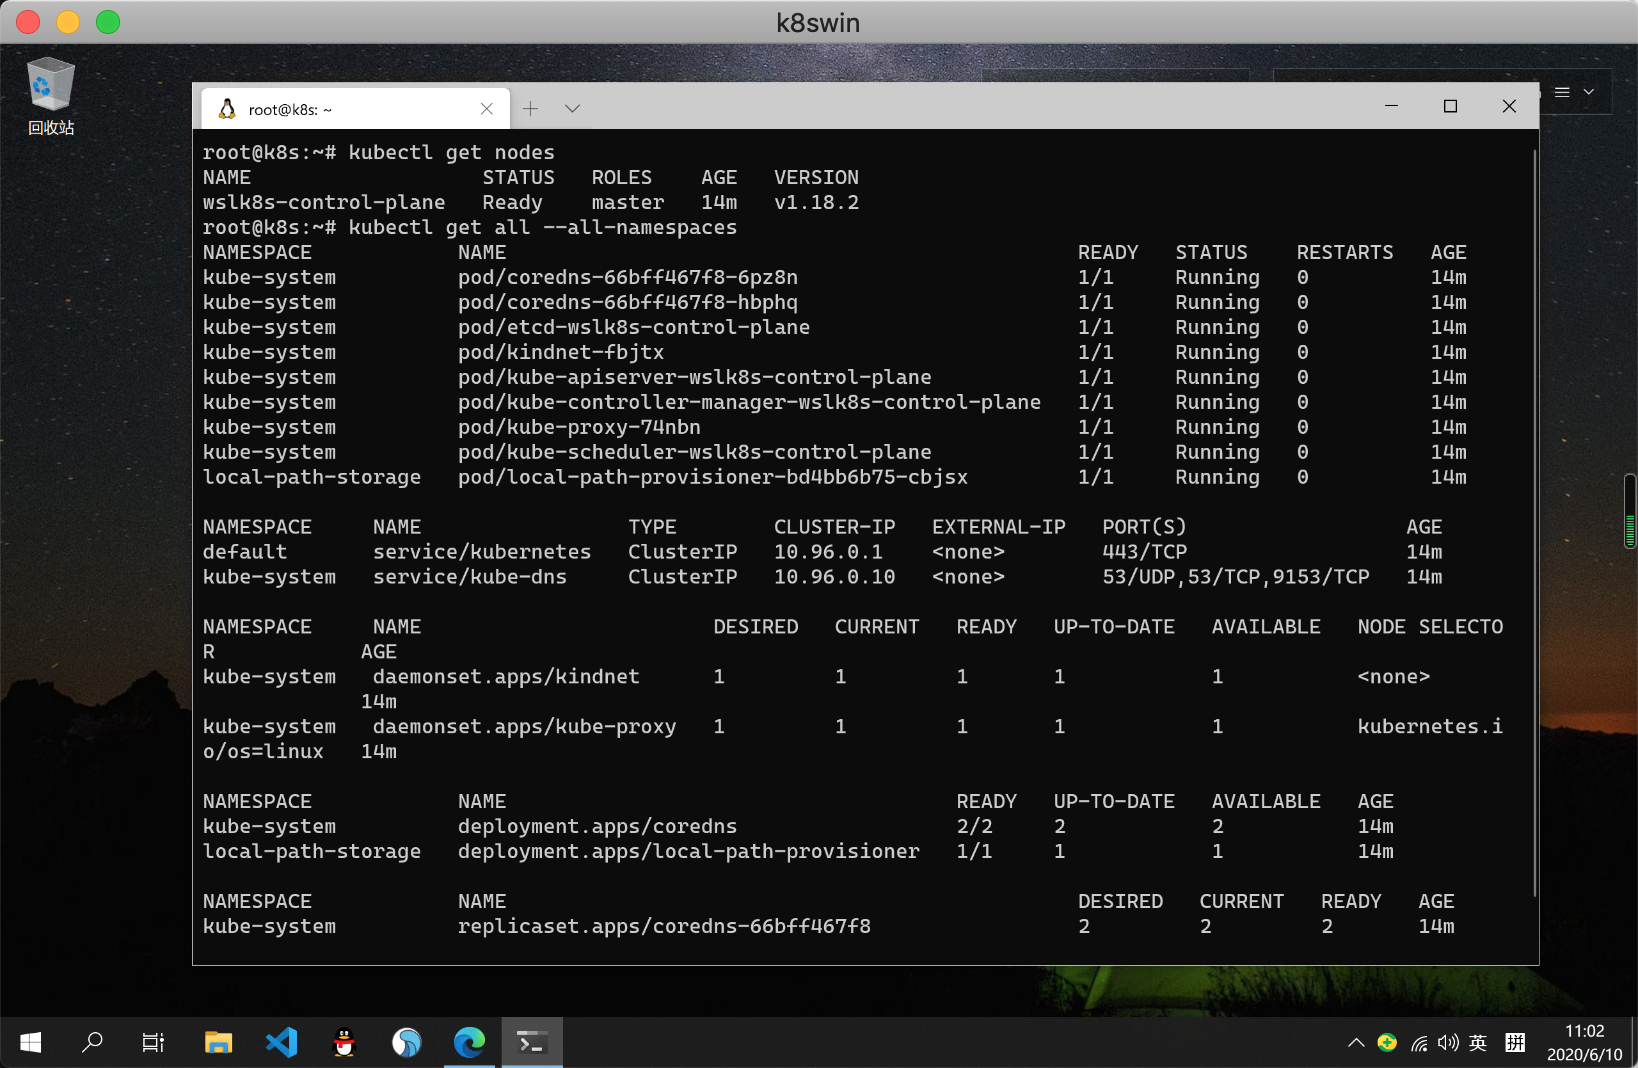 k8swin
回收站
root@k8s: ~
root@k8s:~# kubectl get nodes
NAME                   STATUS   ROLES    AGE   VERSION
wslk8s-control-plane   Ready    master   14m   v1.18.2
root@k8s:~# kubectl get all --all-namespaces
NAMESPACE            NAME                                               READY   STATUS    RESTARTS   AGE
kube-system          pod/coredns-66bff467f8-6pz8n                       1/1     Running   0          14m
kube-system          pod/coredns-66bff467f8-hbphq                       1/1     Running   0          14m
kube-system          pod/etcd-wslk8s-control-plane                      1/1     Running   0          14m
kube-system          pod/kindnet-fbjtx                                  1/1     Running   0          14m
kube-system          pod/kube-apiserver-wslk8s-control-plane            1/1     Running   0          14m
kube-system          pod/kube-controller-manager-wslk8s-control-plane   1/1     Running   0          14m
kube-system          pod/kube-proxy-74nbn                               1/1     Running   0          14m
kube-system          pod/kube-scheduler-wslk8s-control-plane            1/1     Running   0          14m
local-path-storage   pod/local-path-provisioner-bd4bb6b75-cbjsx         1/1     Running   0          14m
NAMESPACE     NAME                 TYPE        CLUSTER-IP   EXTERNAL-IP   PORT(S)                  AGE
default       service/kubernetes   ClusterIP   10.96.0.1    <none>        443/TCP                  14m
kube-system   service/kube-dns     ClusterIP   10.96.0.10   <none>        53/UDP,53/TCP,9153/TCP   14m
NAMESPACE     NAME                        DESIRED   CURRENT   READY   UP-TO-DATE   AVAILABLE   NODE SELECTO
R            AGE
kube-system   daemonset.apps/kindnet      1         1         1       1            1           <none>
             14m
kube-system   daemonset.apps/kube-proxy   1         1         1       1            1           kubernetes.i
o/os=linux   14m
NAMESPACE            NAME                                     READY   UP-TO-DATE   AVAILABLE   AGE
kube-system          deployment.apps/coredns                  2/2     2            2           14m
local-path-storage   deployment.apps/local-path-provisioner   1/1     1            1           14m
NAMESPACE            NAME                                               DESIRED   CURRENT   READY   AGE
kube-system          replicaset.apps/coredns-66bff467f8                 2         2         2       14m
英 拼
11:02
2020/6/10